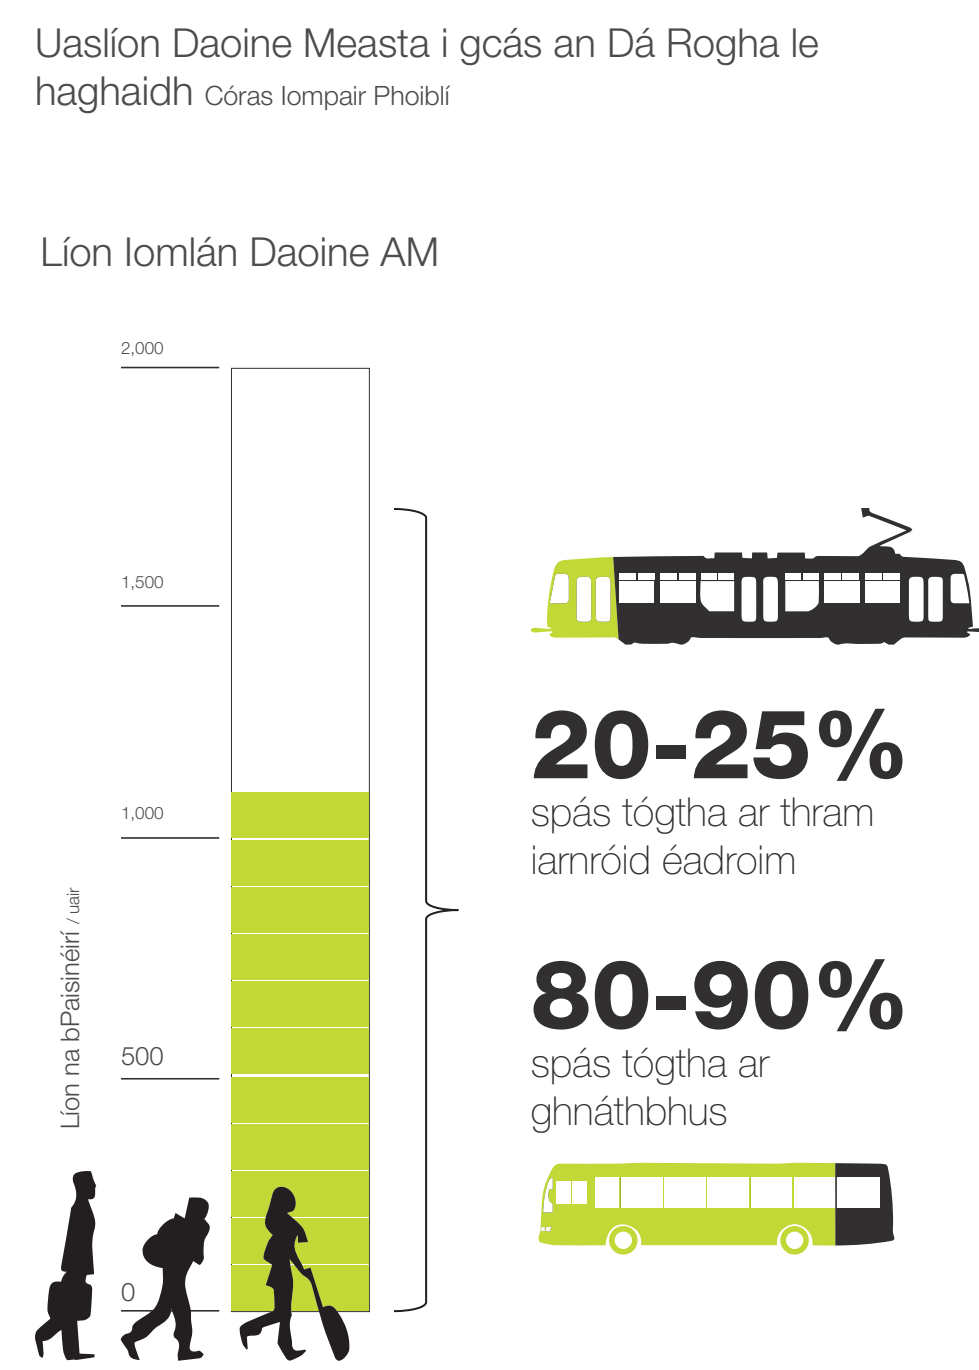 Uaslíon Daoine Measta i gcás an Dá Rogha le
haghaidh Córas Iompair Phoiblí
Líon Iomlán Daoine AM
2,000
1,500
1,000
500
0
Líon na bPaisinéirí / uair
20-25%
spás tógtha ar thram
iarnróid éadroim
80-90%
spás tógtha ar
ghnáthbhus